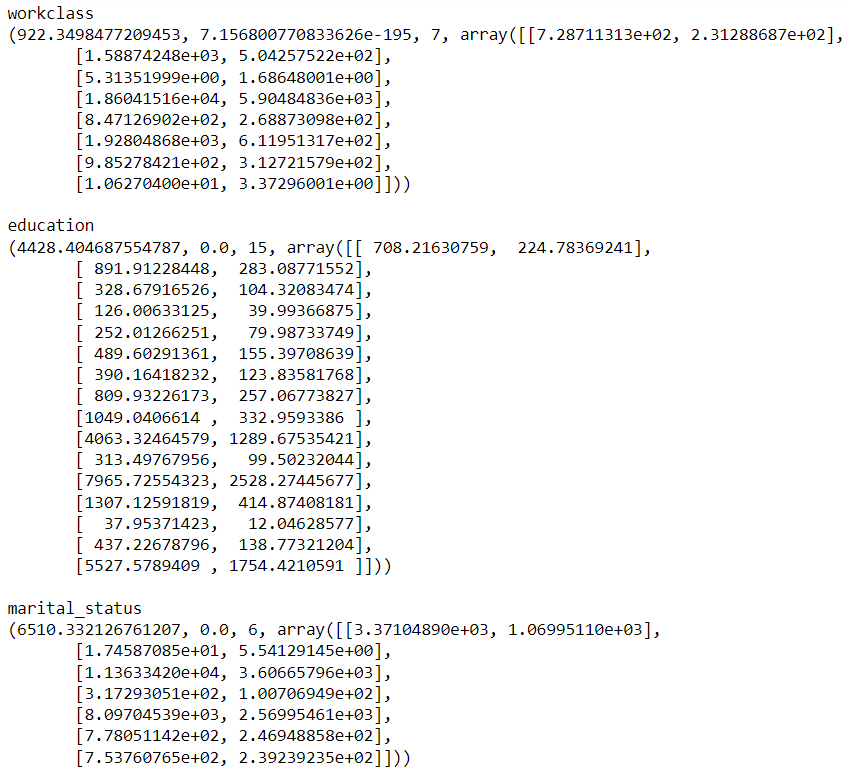 workclass
(922.3498477209453, 7.156800770833626e-195, 7, array([[7.28711313e+02, 2.31288687e+02],
[1.58874248e+03, 5.04257522e+02],
[5.31351999e+00, 1.68648001e+00],
[1.86041516e+04, 5.90484836e+03],
[8.47126902e+02, 2.68873098e+02],
[1.92804868e+03, 6.11951317e+02],
[9.85278421e+02, 3.12721579e+02],
[1.06270400e+01, 3.37296001e+00]]))
education
(4428.404687554787, 0.0, 15, array([[ 708.21630759,  224.78369241],
[ 891.91228448,  283.08771552],
[ 328.67916526,  104.32083474],
[ 126.00633125,   39.99366875],
[ 252.01266251,   79.98733749],
[ 489.60291361,  155.39708639],
[ 390.16418232,  123.83581768],
[ 809.93226173,  257.06773827],
[1049.0406614 ,  332.9593386 ],
[4063.32464579, 1289.67535421],
[ 313.49767956,   99.50232044],
[7965.72554323, 2528.27445677],
[1307.12591819,  414.87408181],
[  37.95371423,   12.04628577],
[ 437.22678796,  138.77321204],
[5527.5789409 , 1754.4210591 ]]))
marital_status
(6510.332126761207, 0.0, 6, array([[3.37104890e+03, 1.06995110e+03],
[1.74587085e+01, 5.54129145e+00],
[1.13633420e+04, 3.60665796e+03],
[3.17293051e+02, 1.00706949e+02],
[8.09704539e+03, 2.56995461e+03],
[7.78051142e+02, 2.46948858e+02],
[7.53760765e+02, 2.39239235e+02]]))